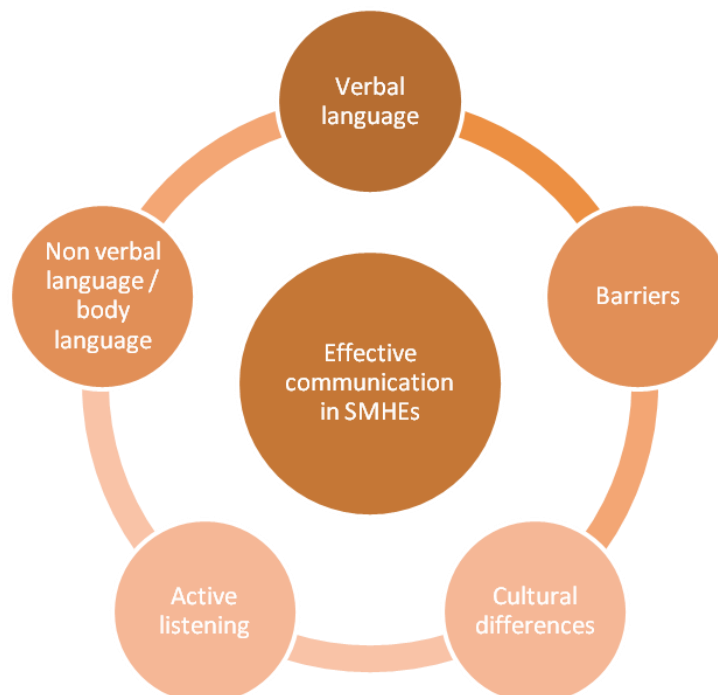 Verbal
language
Non verbal
language /
body
language
Barriers
Effective
communication
in SMHEs
Active
listening
Cultural
differences